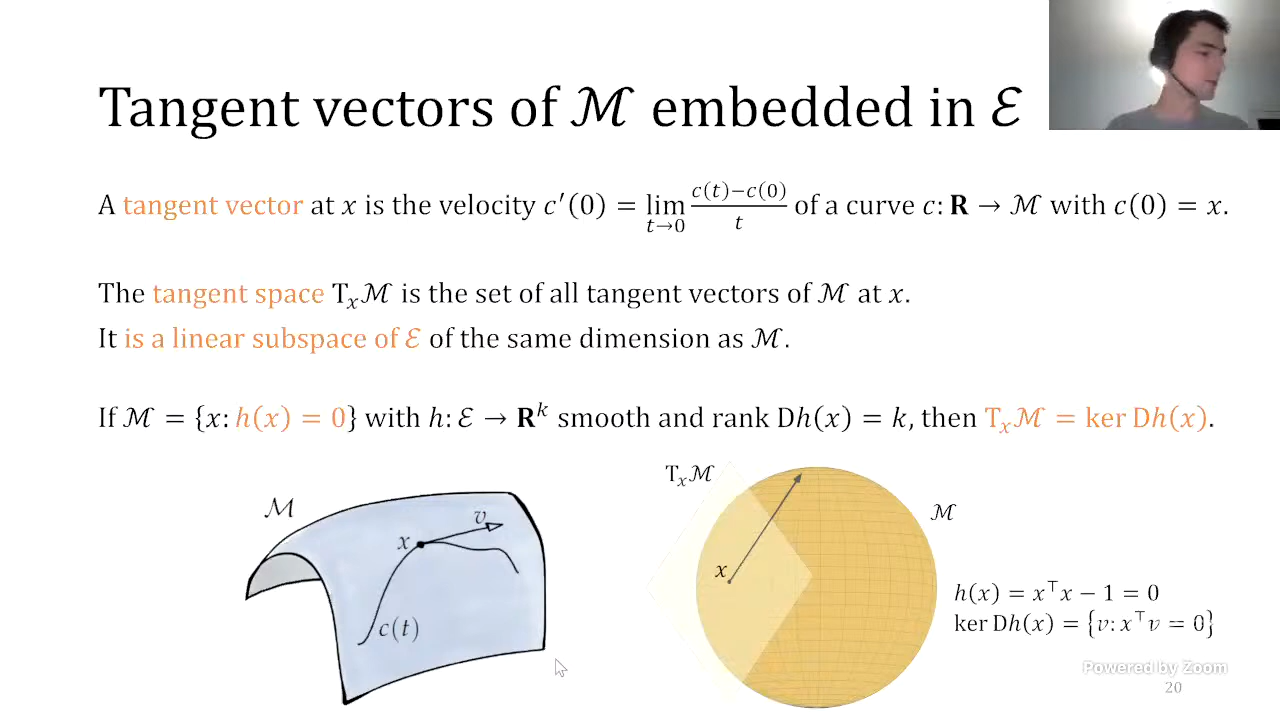 Tangent vectors of ℳ embedded in ℰ
A tangent vector at x is the velocity c′(0) = lim_{t→0} (c(t)−c(0))/t of a curve c: R → ℳ with c(0) = x.
The tangent space Tₓℳ is the set of all tangent vectors of ℳ at x.
It is a linear subspace of ℰ of the same dimension as ℳ.
If ℳ = {x: h(x) = 0} with h: ℰ → Rᵏ smooth and rank Dh(x) = k, then Tₓℳ = ker Dh(x).
ℳ
v
x
c(t)
Tₓℳ
ℳ
x
h(x) = x⊤x − 1 = 0
ker Dh(x) = {v: x⊤v = 0}
Powered by Zoom
20